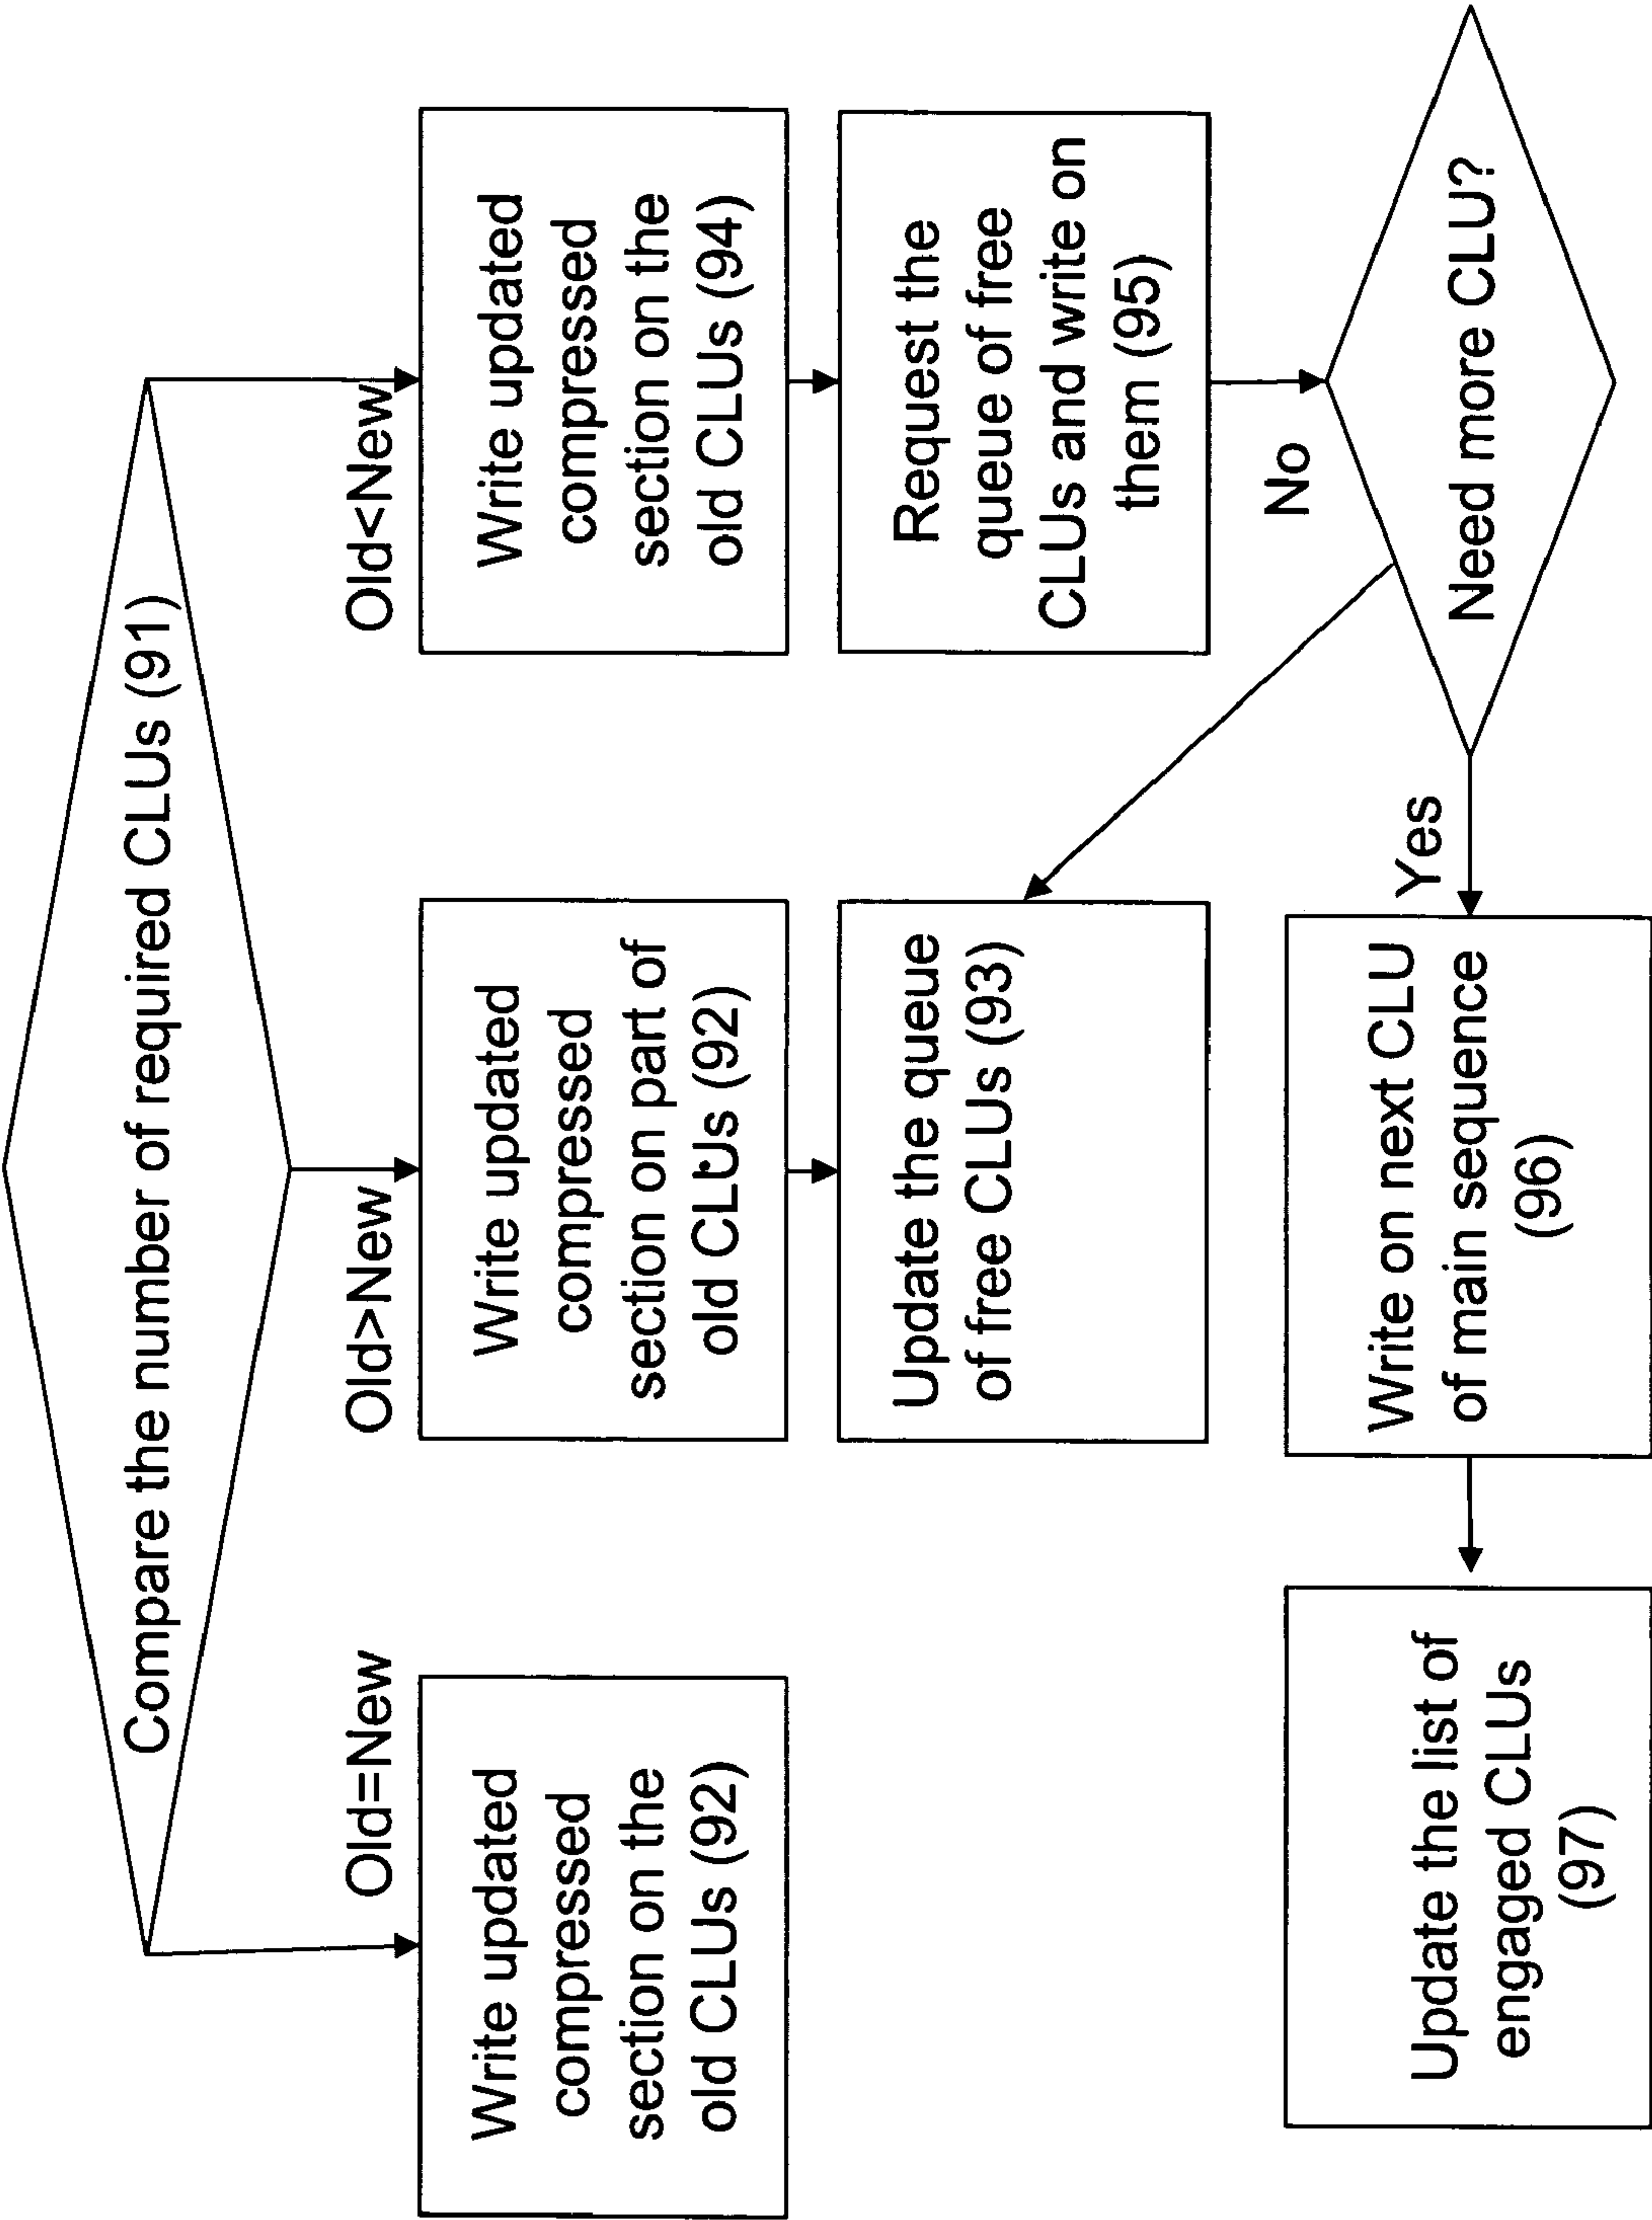 Compare the number of required CLUs (91)
Old=New
Old>New
Old<New
Write updated
compressed
section on the
old CLUs (92)
Write updated
compressed
section on part of
old CLUs (92)
Write updated
compressed
section on the
old CLUs (94)
Update the queue
of free CLUs (93)
Request the
queue of free
CLUs and write on
them (95)
No
Need more CLU?
Yes
Write on next CLU
of main sequence
(96)
Update the list of
engaged CLUs
(97)